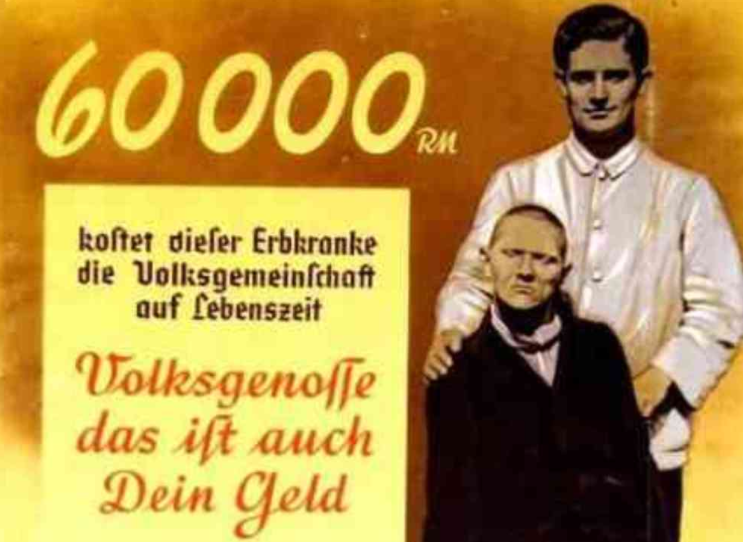 60 000 RM
koſtet dieſer Erbkranke
die Volksgemeinſchaft
auf Lebenszeit
Volksgenoſſe
das iſt auch
Dein Geld